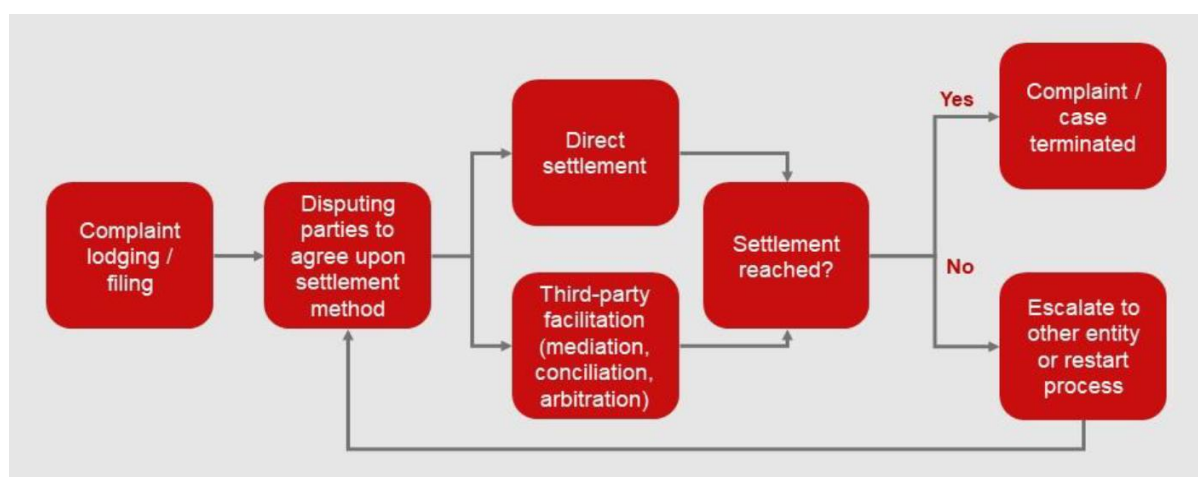 Complaint
lodging /
filing
Disputing
parties to
agree upon
settlement
method
Direct
settlement
Third-party
facilitation
(mediation,
conciliation,
arbitration)
Settlement
reached?
Yes
Complaint /
case
terminated
No
Escalate to
other entity
or restart
process